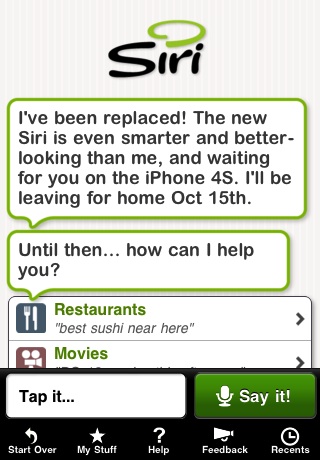 Siri
I've been replaced! The new
Siri is even smarter and better-
looking than me, and waiting
for you on the iPhone 4S. I'll be
leaving for home Oct 15th.
Until then... how can I help
you?
Restaurants
"best sushi near here"
Movies
Tap it...
Say it!
Start Over
My Stuff
Help
Feedback
Recents